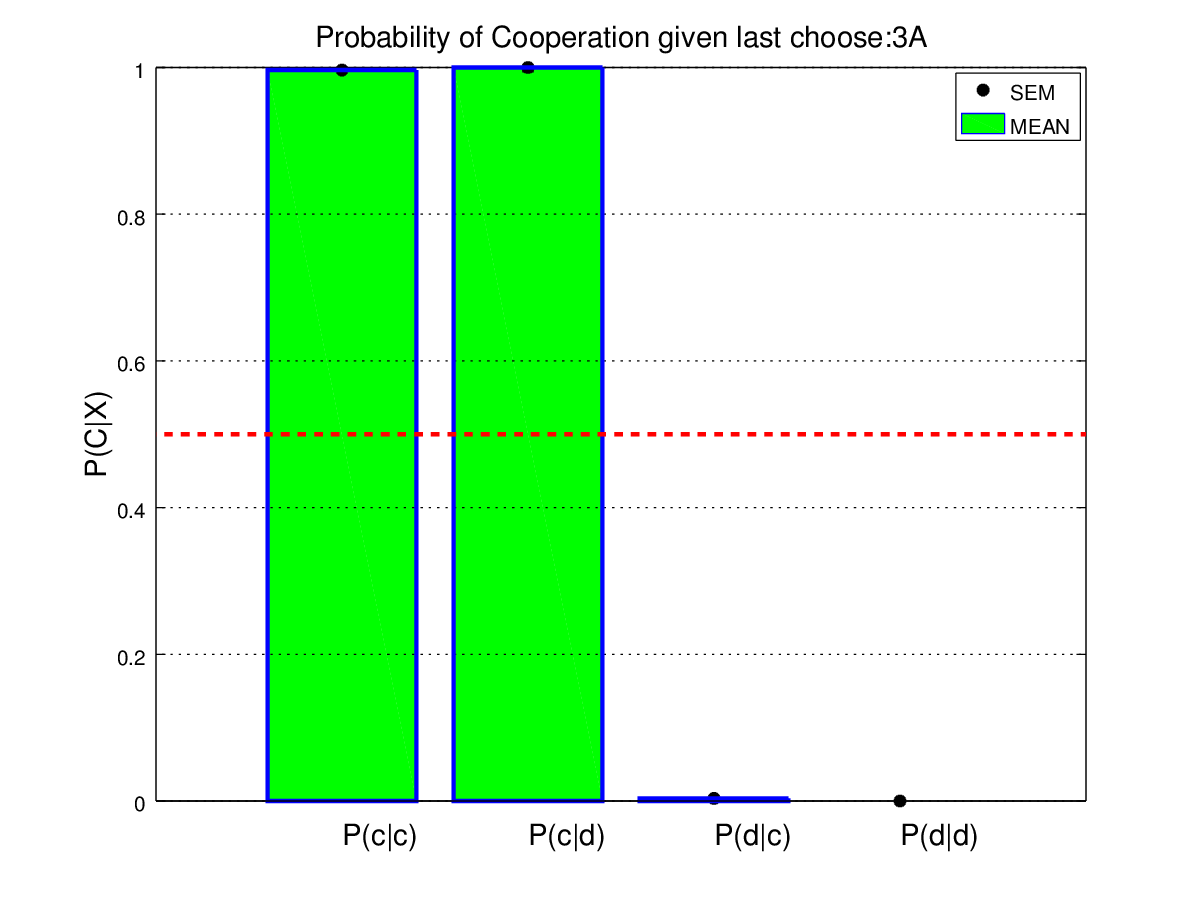 Probability of Cooperation given last choose:3A
SEM
MEAN
P(C|X)
1
0.8
0.6
0.4
0.2
0
P(c|c)
P(c|d)
P(d|c)
P(d|d)